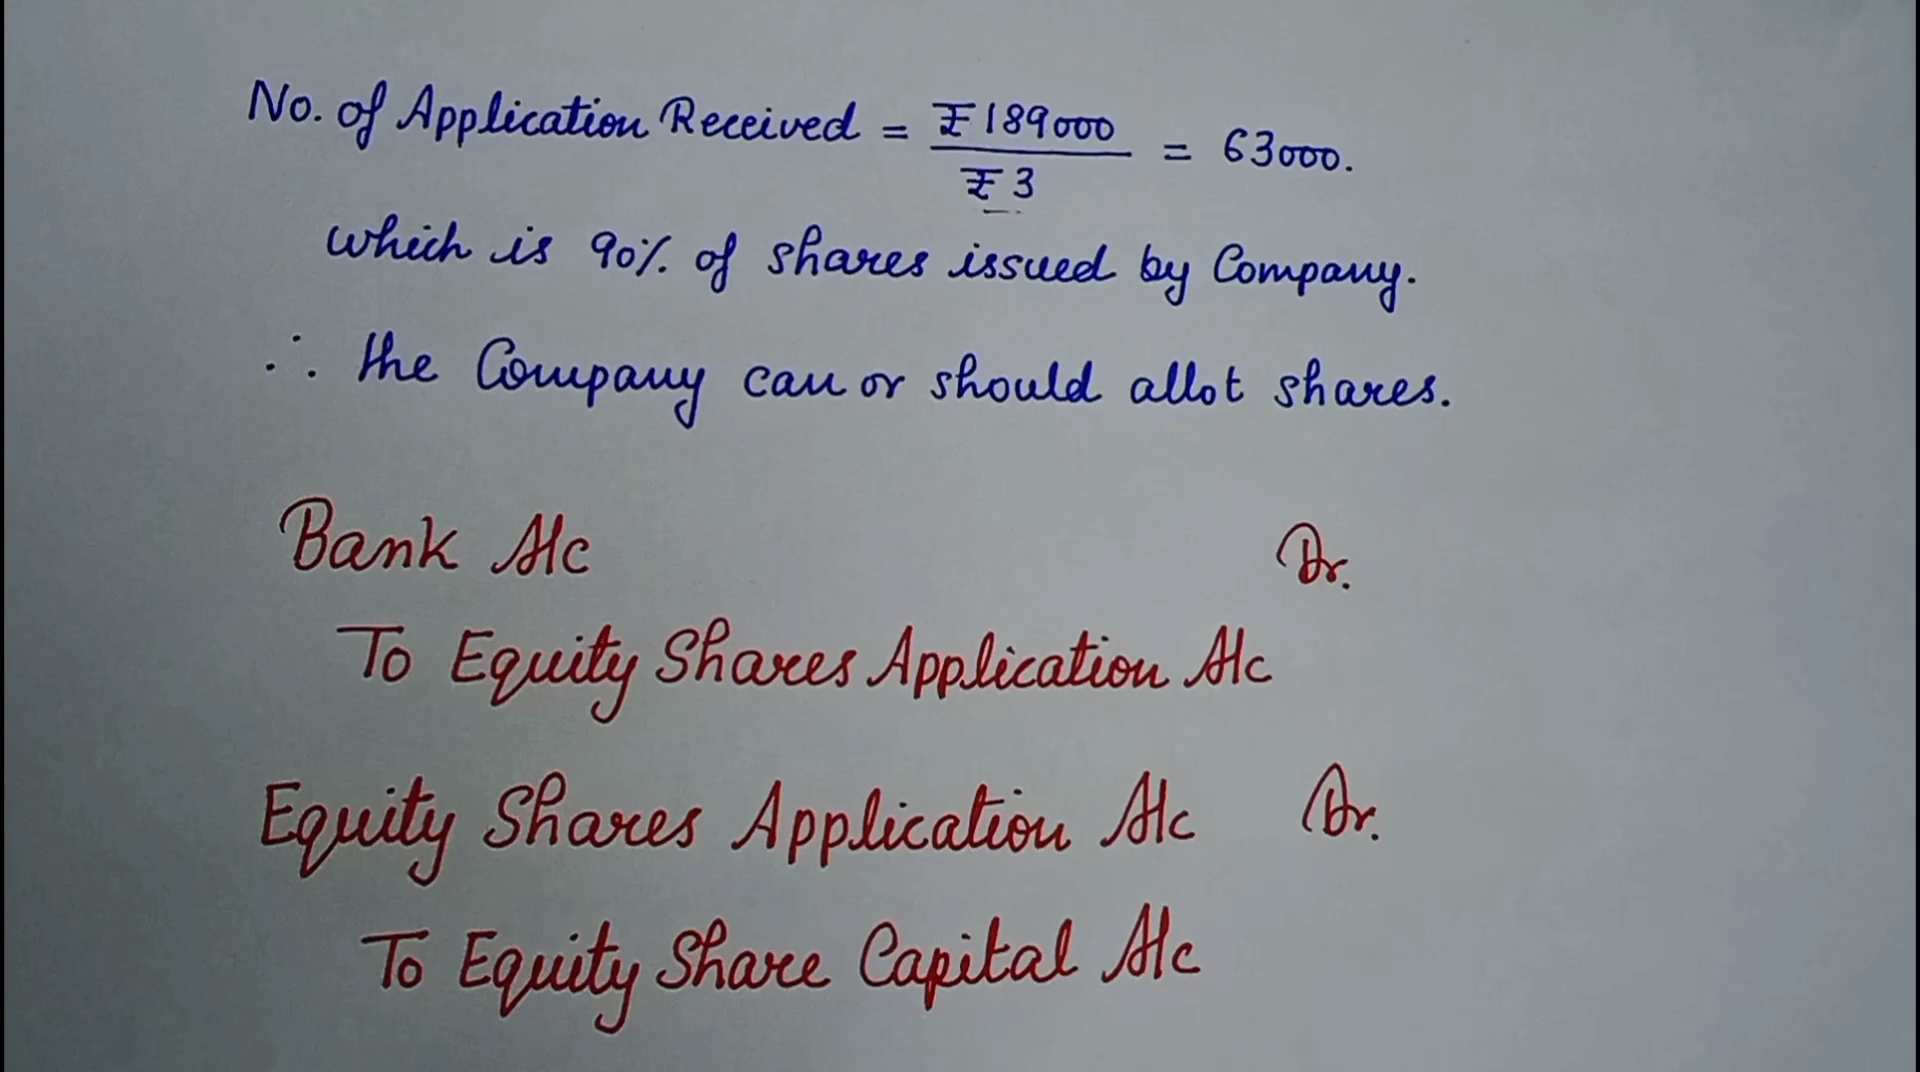 No. of Application Received = ₹189000 / ₹3 = 63000.
which is 90% of shares issued by Company.
∴ the Company can or should allot shares.
Bank A/c Dr.
To Equity Shares Application A/c
Equity Shares Application A/c Dr.
To Equity Share Capital A/c